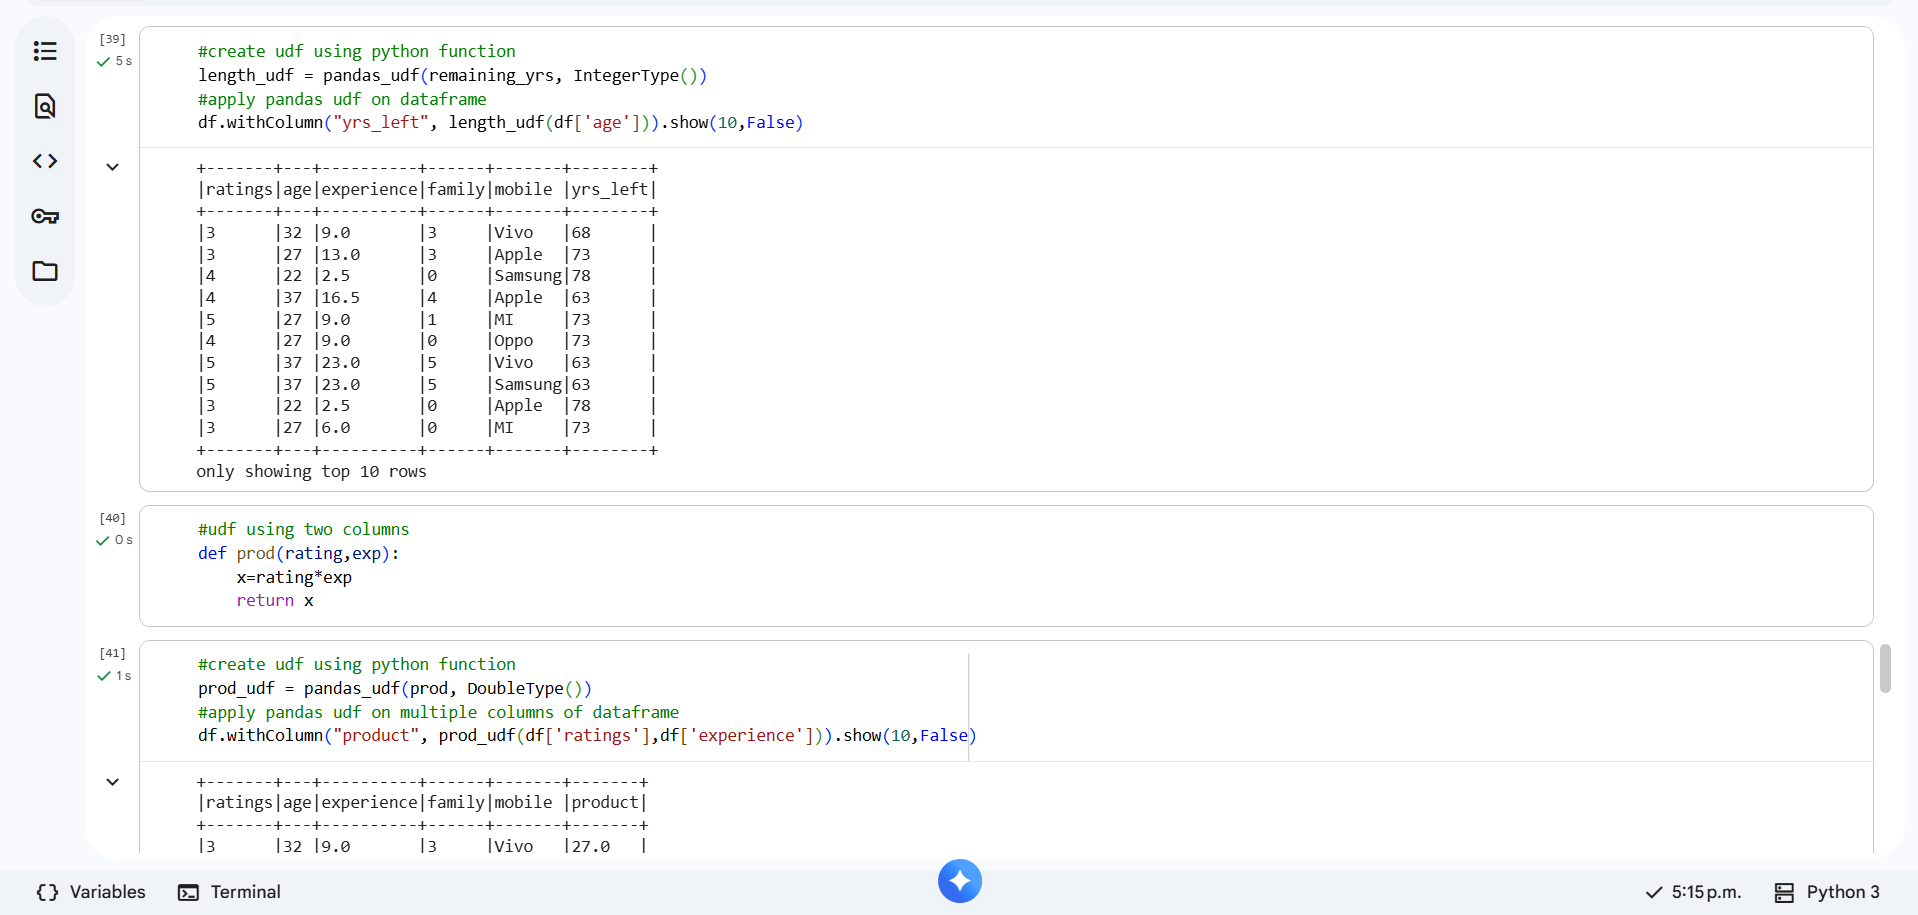 [39]
5 s
#create udf using python function
length_udf = pandas_udf(remaining_yrs, IntegerType())
#apply pandas udf on dataframe
df.withColumn("yrs_left", length_udf(df['age'])).show(10,False)
+-------+---+----------+------+-------+--------+
|ratings|age|experience|family|mobile |yrs_left|
+-------+---+----------+------+-------+--------+
|3      |32 |9.0       |3     |Vivo   |68      |
|3      |27 |13.0      |3     |Apple  |73      |
|4      |22 |2.5       |0     |Samsung|78      |
|4      |37 |16.5      |4     |Apple  |63      |
|5      |27 |9.0       |1     |MI     |73      |
|4      |27 |9.0       |0     |Oppo   |73      |
|5      |37 |23.0      |5     |Vivo   |63      |
|5      |37 |23.0      |5     |Samsung|63      |
|3      |22 |2.5       |0     |Apple  |78      |
|3      |27 |6.0       |0     |MI     |73      |
+-------+---+----------+------+-------+--------+
only showing top 10 rows
[40]
0 s
#udf using two columns
def prod(rating,exp):
    x=rating*exp
    return x
[41]
1 s
#create udf using python function
prod_udf = pandas_udf(prod, DoubleType())
#apply pandas udf on multiple columns of dataframe
df.withColumn("product", prod_udf(df['ratings'],df['experience'])).show(10,False)
+-------+---+----------+------+-------+-------+
|ratings|age|experience|family|mobile |product|
+-------+---+----------+------+-------+-------+
|3      |32 |9.0       |3     |Vivo   |27.0   |
Variables Terminal 5:15 p.m. Python 3